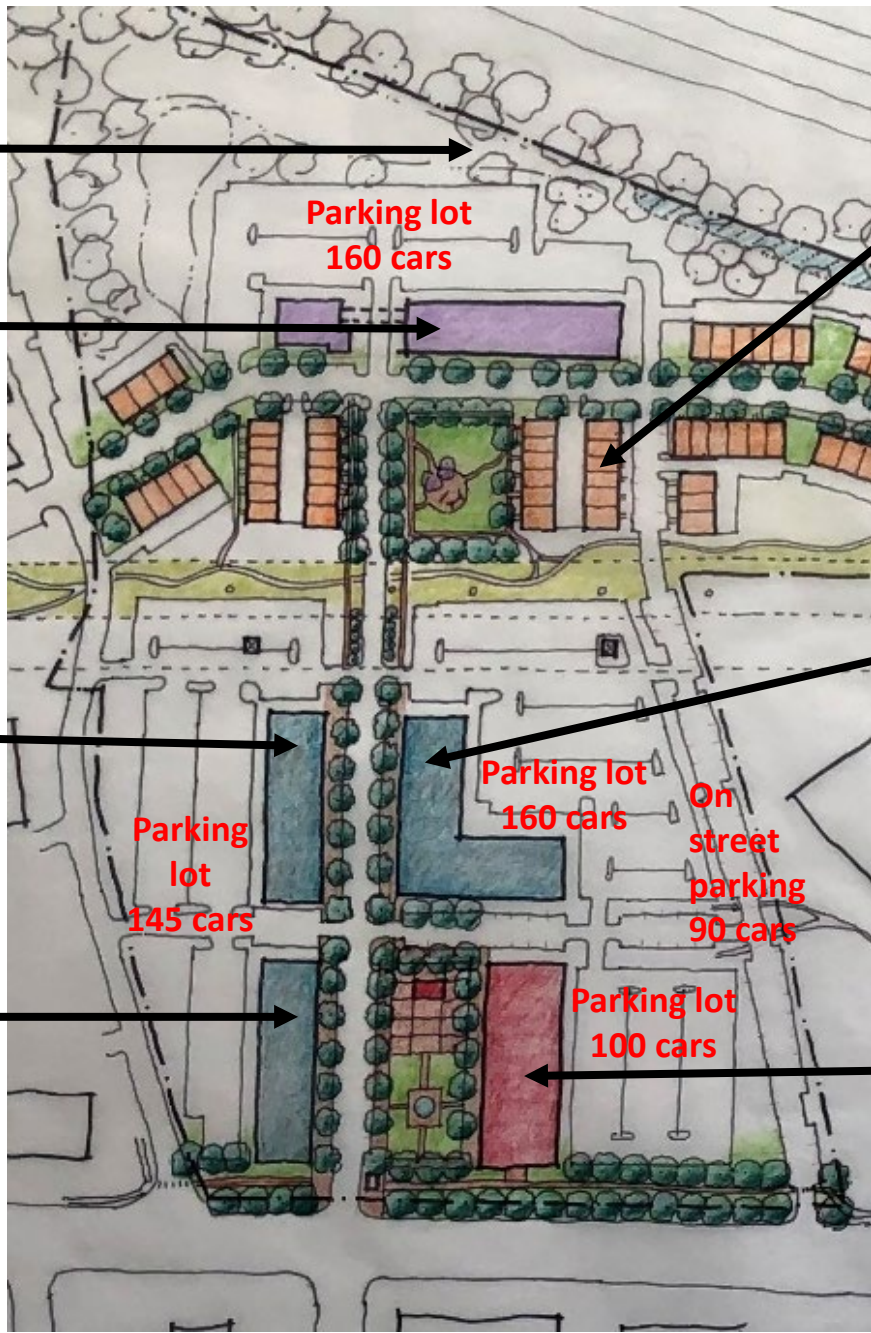 Parking lot
160 cars
Parking lot
160 cars
On
street
parking
90 cars
Parking
lot
145 cars
Parking lot
100 cars